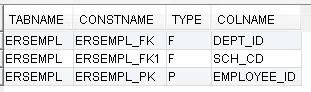 TABNAME CONSTNAME TYPE COLNAME
ERSEMPL ERSEMPL_FK F DEPT_ID
ERSEMPL ERSEMPL_FK1 F SCH_CD
ERSEMPL ERSEMPL_PK P EMPLOYEE_ID